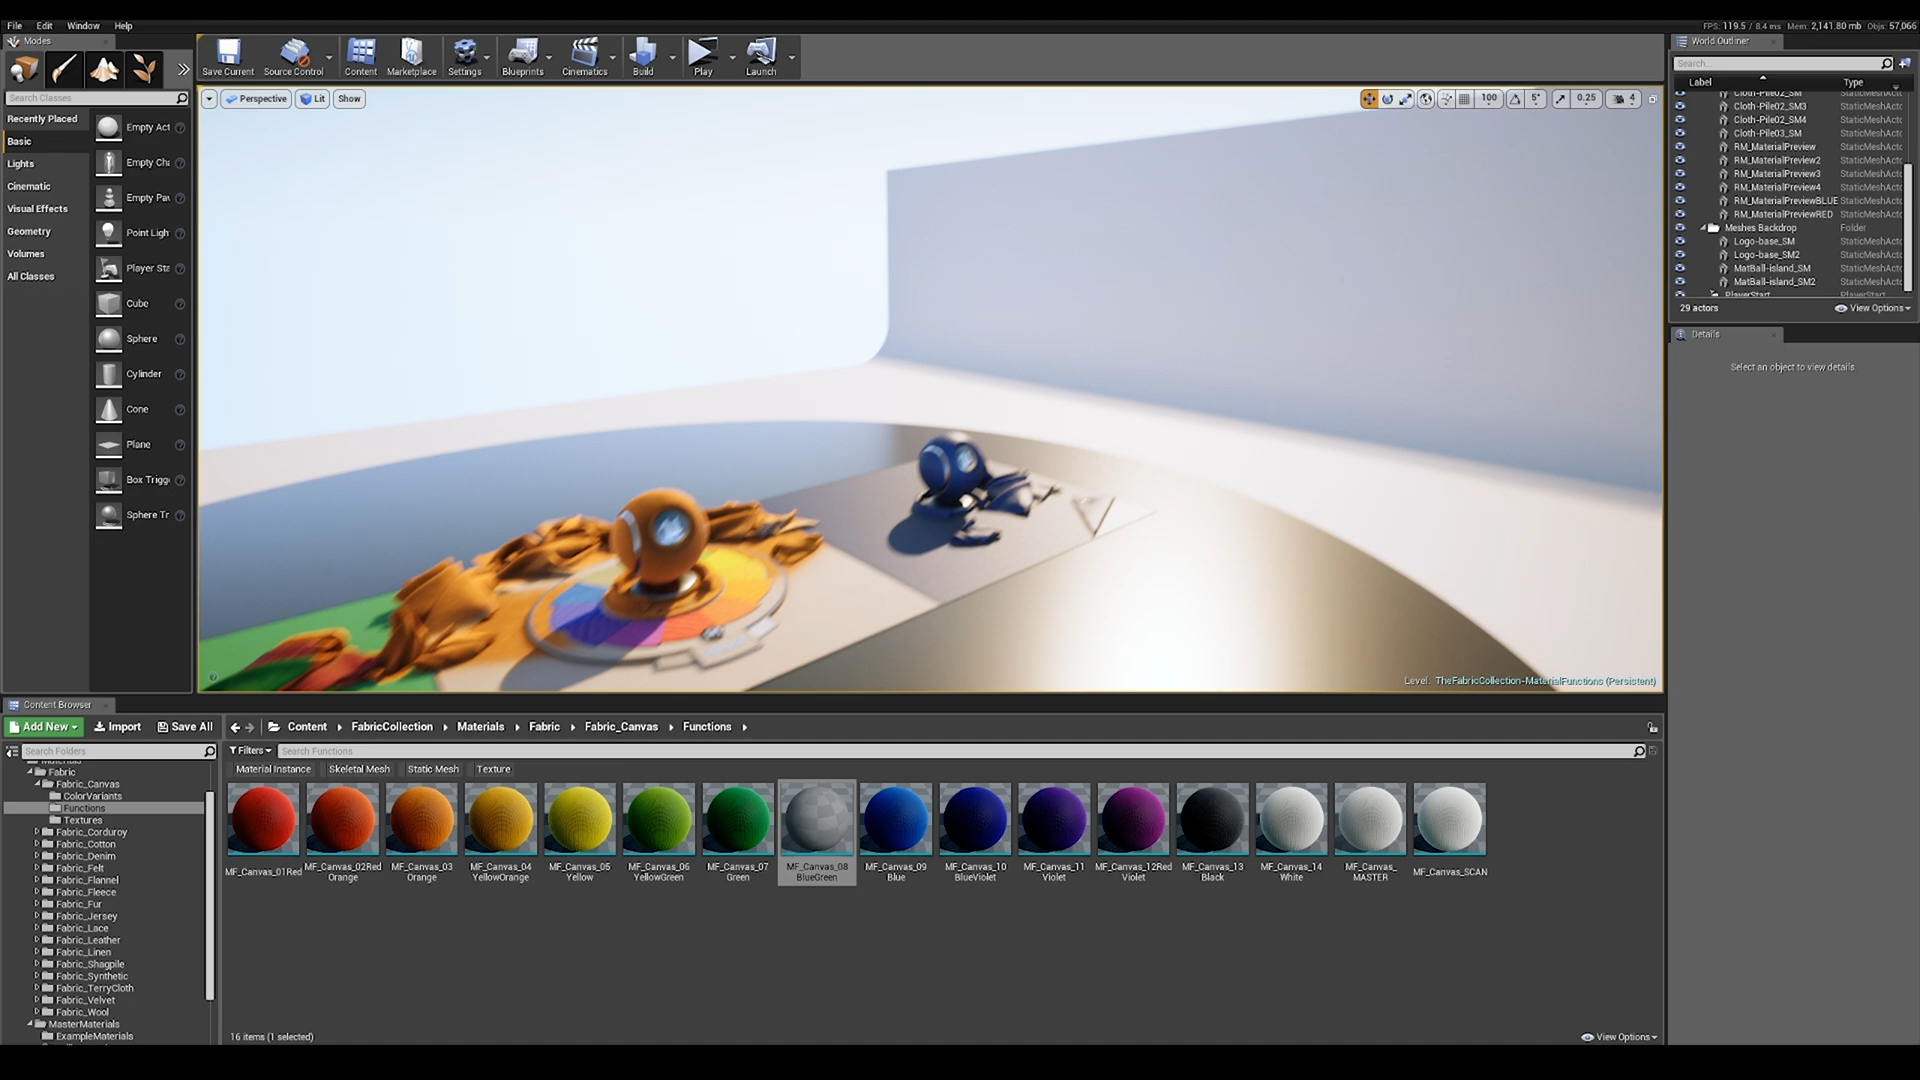 File Edit Window Help
FPS: 119.5 / 8.4 ms Mem: 2,141.80 mb Objs: 57,066
Modes
World Outliner
Save Current Source Control Content Marketplace Settings Blueprints Cinematics Build Play Launch
Search Classes
Search...
Label Type
Recently Placed
Basic
Lights
Cinematic
Visual Effects
Geometry
Volumes
All Classes
Empty Act
Empty Cha
Empty Pav
Point Ligh
Player Sta
Cube
Sphere
Cylinder
Cone
Plane
Box Trigg
Sphere Tr
Perspective Lit Show
100 5° 0.25 4
Level: TheFabricCollection-MaterialFunctions (Persistent)
Cloth-Pile02_SM StaticMeshActo
Cloth-Pile02_SM3 StaticMeshActo
Cloth-Pile02_SM4 StaticMeshActo
Cloth-Pile03_SM StaticMeshActo
RM_MaterialPreview StaticMeshActo
RM_MaterialPreview2 StaticMeshActo
RM_MaterialPreview3 StaticMeshActo
RM_MaterialPreview4 StaticMeshActo
RM_MaterialPreviewBLUE StaticMeshActo
RM_MaterialPreviewRED StaticMeshActo
Meshes Backdrop Folder
Logo-base_SM StaticMeshActo
Logo-base_SM2 StaticMeshActo
MatBall-island_SM StaticMeshActo
MatBall-island_SM2 StaticMeshActo
PlayerStart PlayerStart
29 actors View Options
Details
Select an object to view details
Content Browser
Add New Import Save All
Content FabricCollection Materials Fabric Fabric_Canvas Functions
Search Folders
Filters Search Functions
Material Instance Skeletal Mesh Static Mesh Texture
Materials
Fabric
Fabric_Canvas
ColorVariants
Functions
Textures
Fabric_Corduroy
Fabric_Cotton
Fabric_Denim
Fabric_Felt
Fabric_Flannel
Fabric_Fleece
Fabric_Fur
Fabric_Jersey
Fabric_Lace
Fabric_Leather
Fabric_Linen
Fabric_Shagpile
Fabric_Synthetic
Fabric_TerryCloth
Fabric_Velvet
Fabric_Wool
MasterMaterials
ExampleMaterials
MF_Canvas_01Red
MF_Canvas_02Red
Orange
MF_Canvas_03
Orange
MF_Canvas_04
YellowOrange
MF_Canvas_05
Yellow
MF_Canvas_06
YellowGreen
MF_Canvas_07
Green
MF_Canvas_08
BlueGreen
MF_Canvas_09
Blue
MF_Canvas_10
BlueViolet
MF_Canvas_11
Violet
MF_Canvas_12Red
Violet
MF_Canvas_13
Black
MF_Canvas_14
White
MF_Canvas_
MASTER
MF_Canvas_SCAN
16 items (1 selected)
View Options